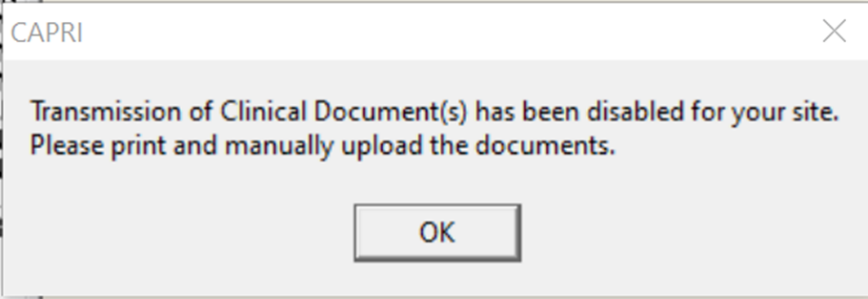 CAPRI
Transmission of Clinical Document(s) has been disabled for your site.
Please print and manually upload the documents.
OK